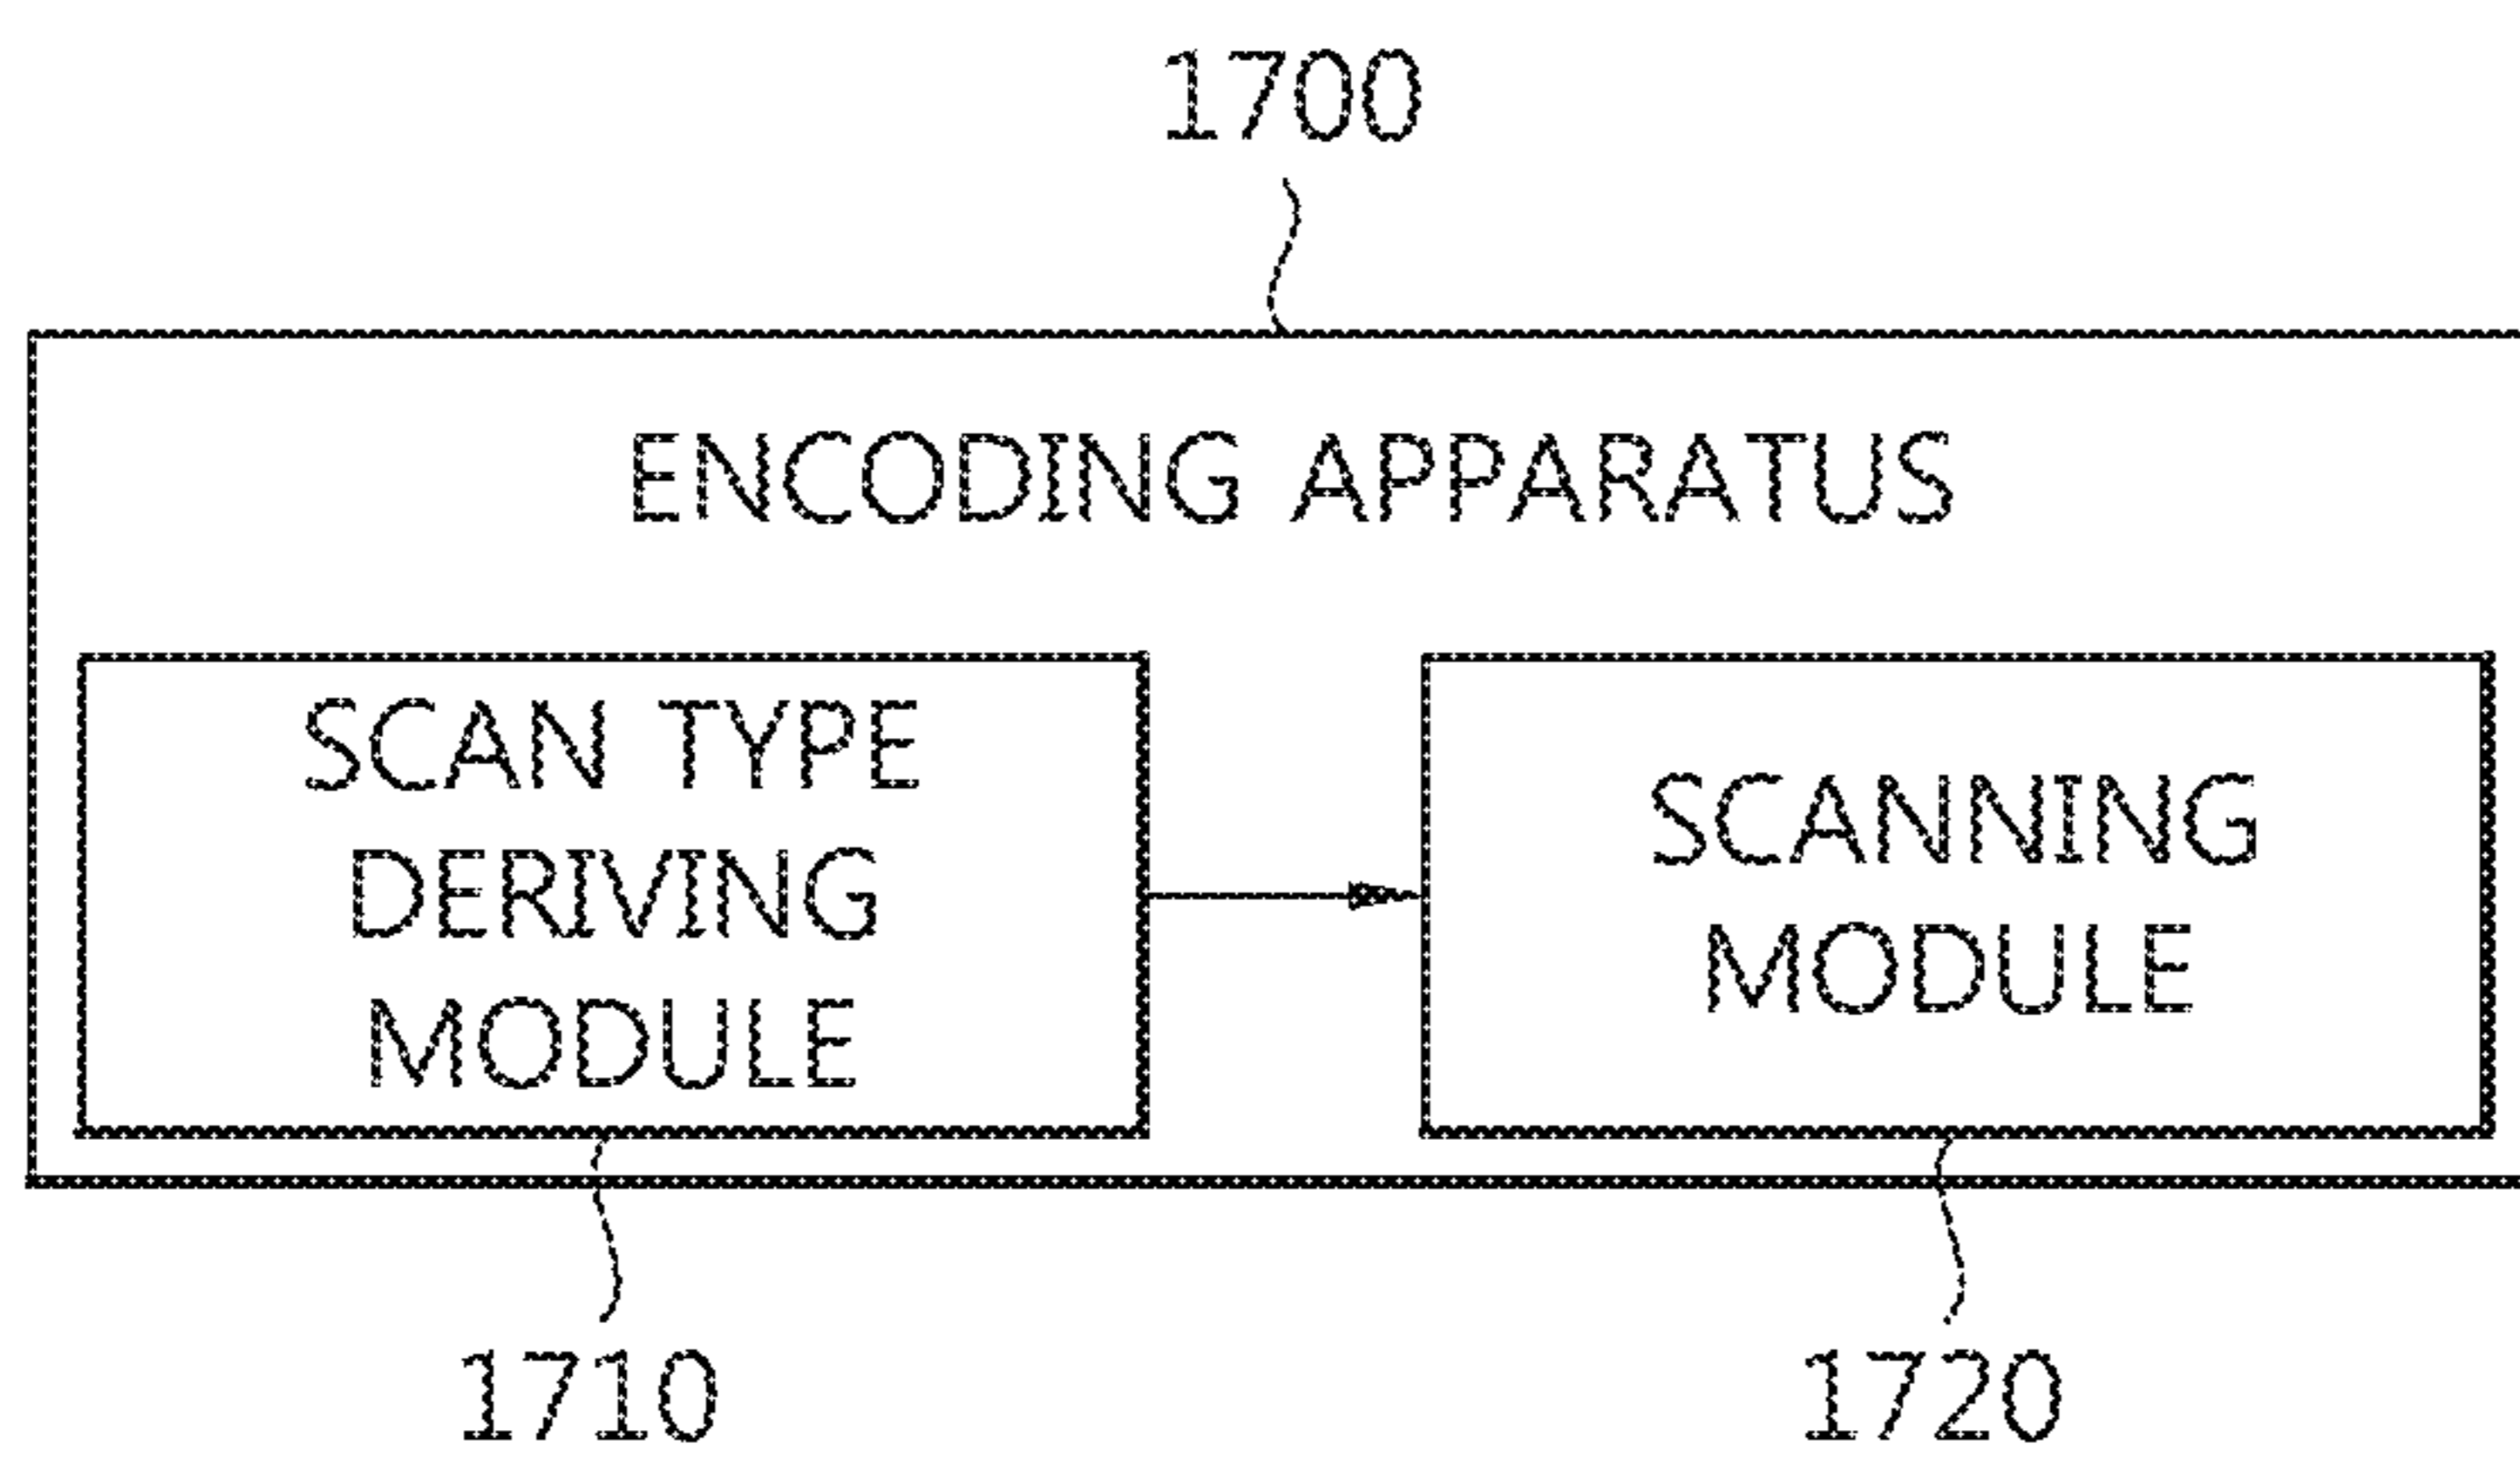 1700
ENCODING APPARATUS
SCAN TYPE
DERIVING
MODULE
SCANNING
MODULE
1710
1720